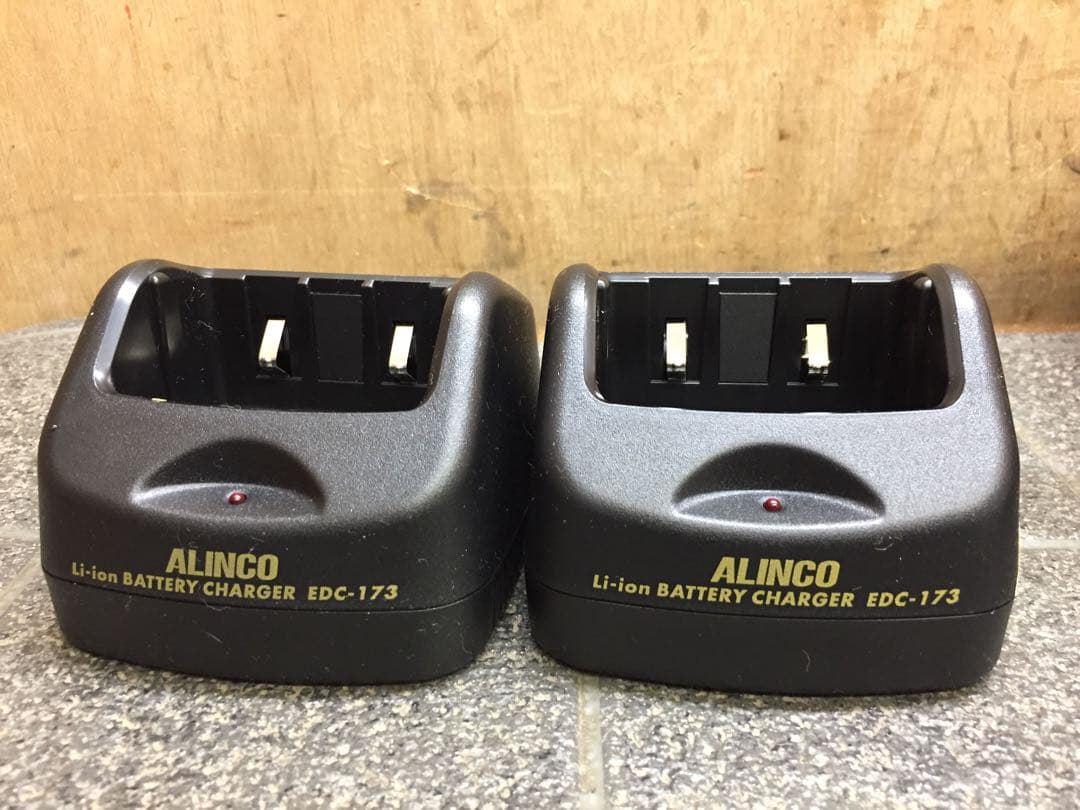 ALINCO
Li-ion BATTERY CHARGER EDC-173
ALINCO
Li-ion BATTERY CHARGER EDC-173